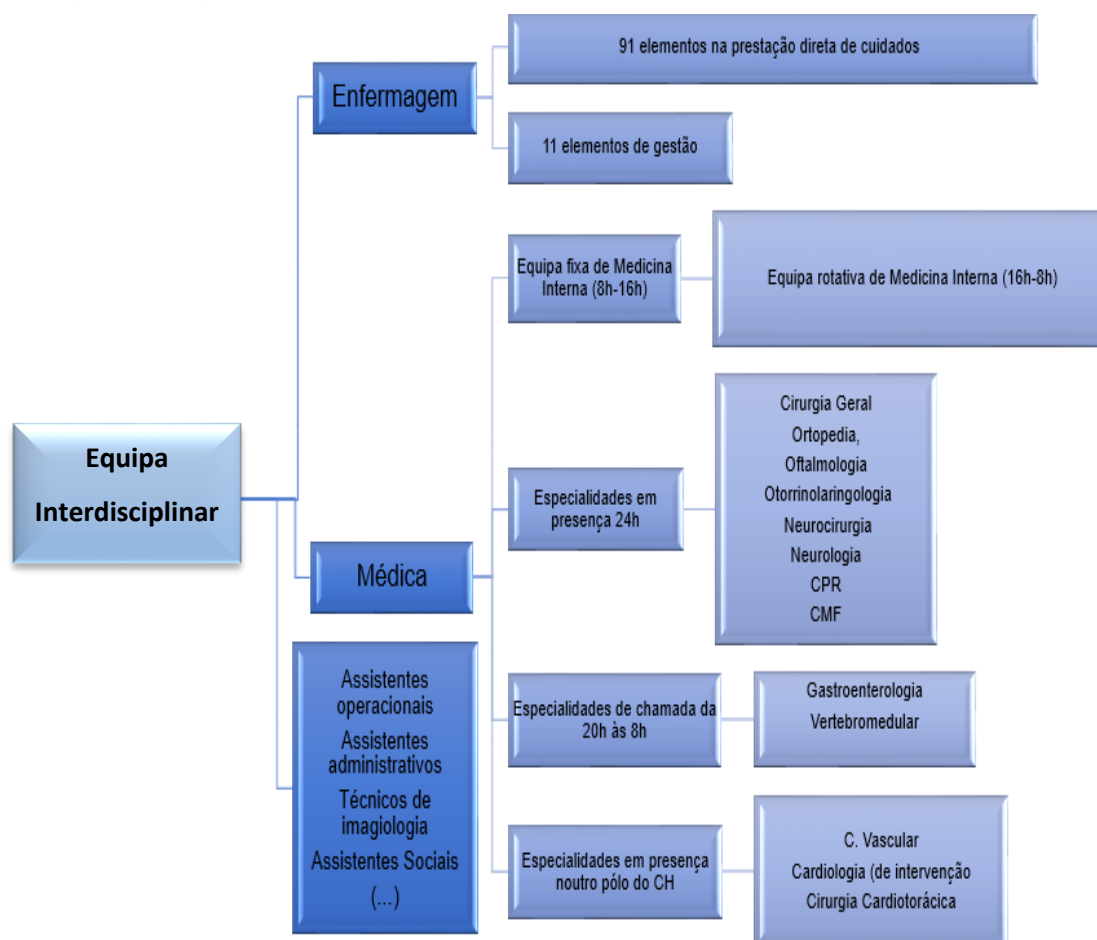 Equipa
Interdisciplinar
Enfermagem
91 elementos na prestação direta de cuidados
11 elementos de gestão
Médica
Equipa fixa de Medicina
Interna (8h-16h)
Equipa rotativa de Medicina Interna (16h-8h)
Especialidades em
presença 24h
Cirurgia Geral
Ortopedia,
Oftalmologia
Otorrinolaringologia
Neurocirurgia
Neurologia
CPR
CMF
Especialidades de chamada da
20h às 8h
Gastroenterologia
Vertebromedular
Especialidades em presença
noutro pólo do CH
C. Vascular
Cardiologia (de intervenção
Cirurgia Cardiotorácica
Assistentes
operacionais
Assistentes
administrativos
Técnicos de
imagiologia
Assistentes Sociais
(...)